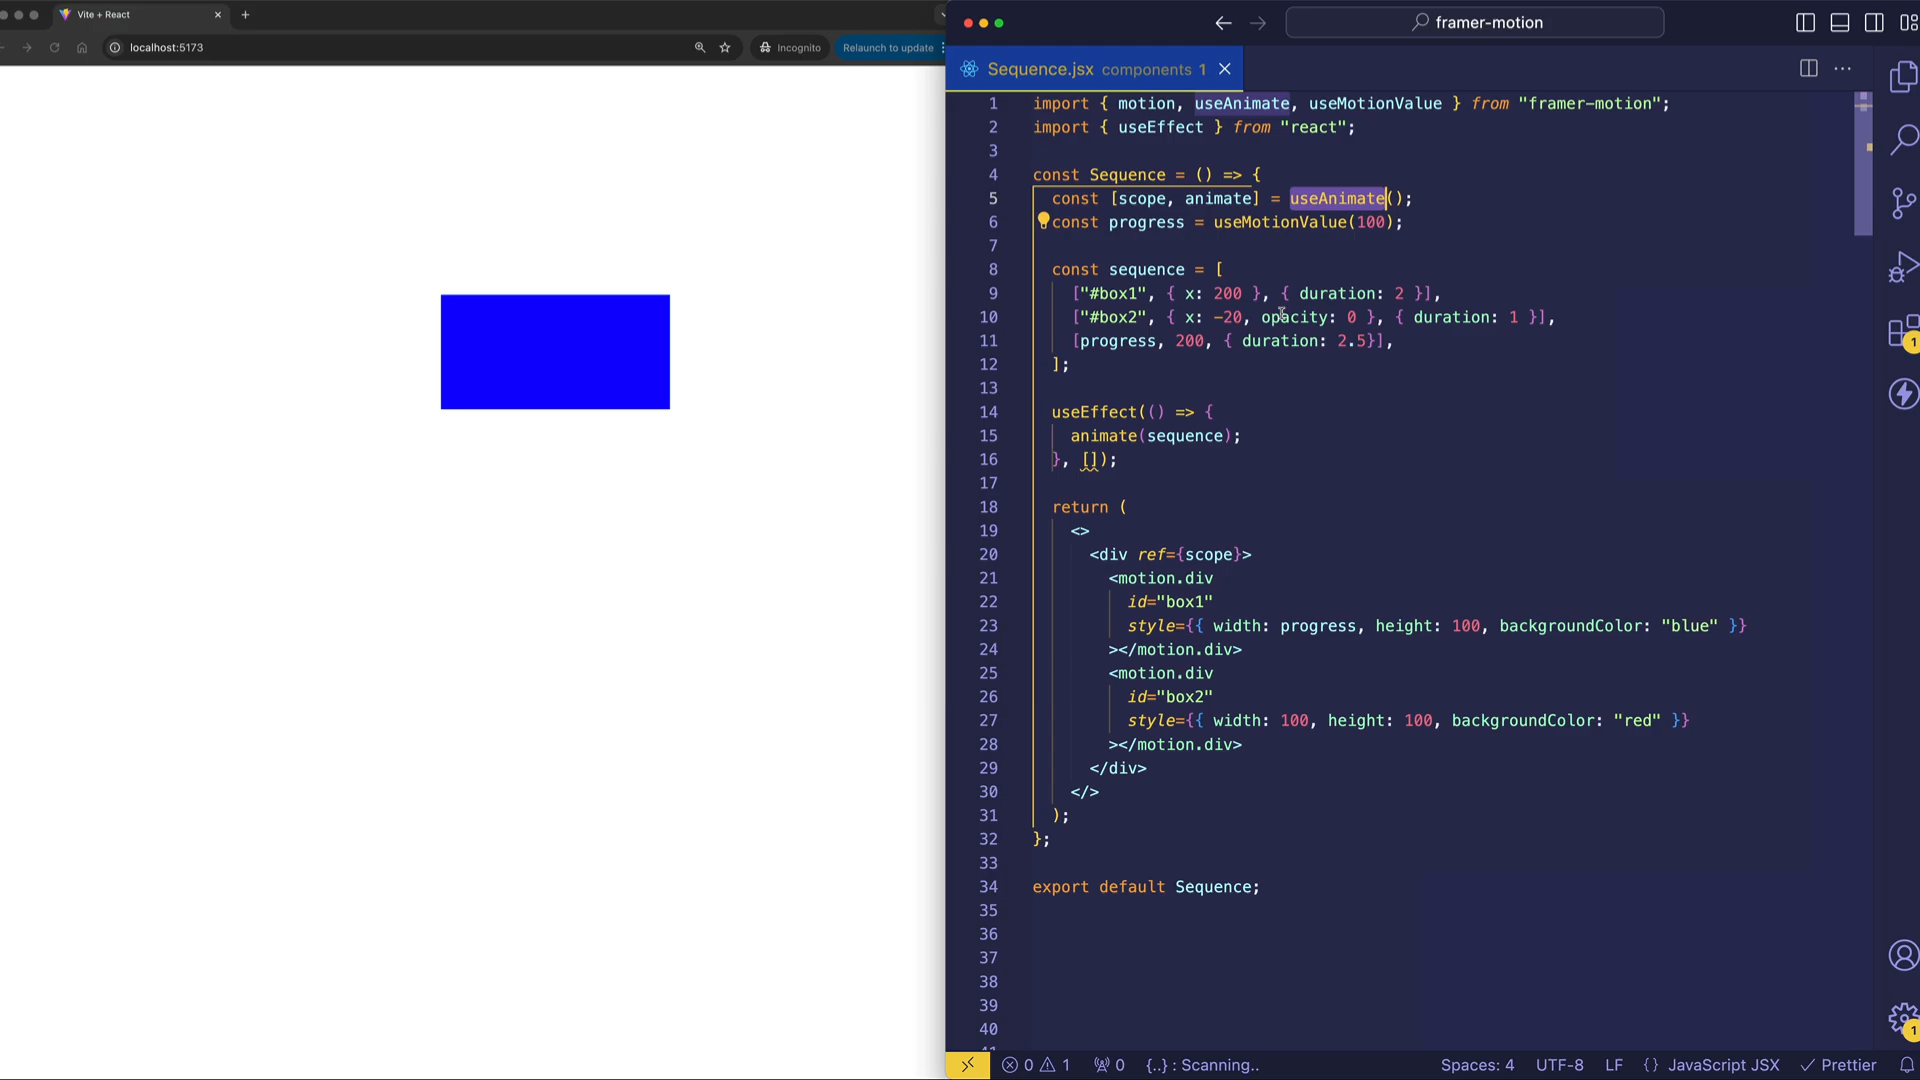 Vite + React
localhost:5173
Incognito
Relaunch to update
framer-motion
Sequence.jsx components 1
1 import { motion, useAnimate, useMotionValue } from "framer-motion";
2 import { useEffect } from "react";
3
4 const Sequence = () => {
5 const [scope, animate] = useAnimate();
6 const progress = useMotionValue(100);
7
8 const sequence = [
9 ["#box1", { x: 200 }, { duration: 2 }],
10 ["#box2", { x: -20, opacity: 0 }, { duration: 1 }],
11 [progress, 200, { duration: 2.5}],
12 ];
13
14 useEffect(() => {
15 animate(sequence);
16 }, []);
17
18 return (
19 <>
20 <div ref={scope}>
21 <motion.div
22 id="box1"
23 style={{ width: progress, height: 100, backgroundColor: "blue" }}
24 ></motion.div>
25 <motion.div
26 id="box2"
27 style={{ width: 100, height: 100, backgroundColor: "red" }}
28 ></motion.div>
29 </div>
30 </>
31 );
32 };
33
34 export default Sequence;
35
36
37
38
39
40
1
1
0 1 0 {..} : Scanning.. Spaces: 4 UTF-8 LF {} JavaScript JSX Prettier